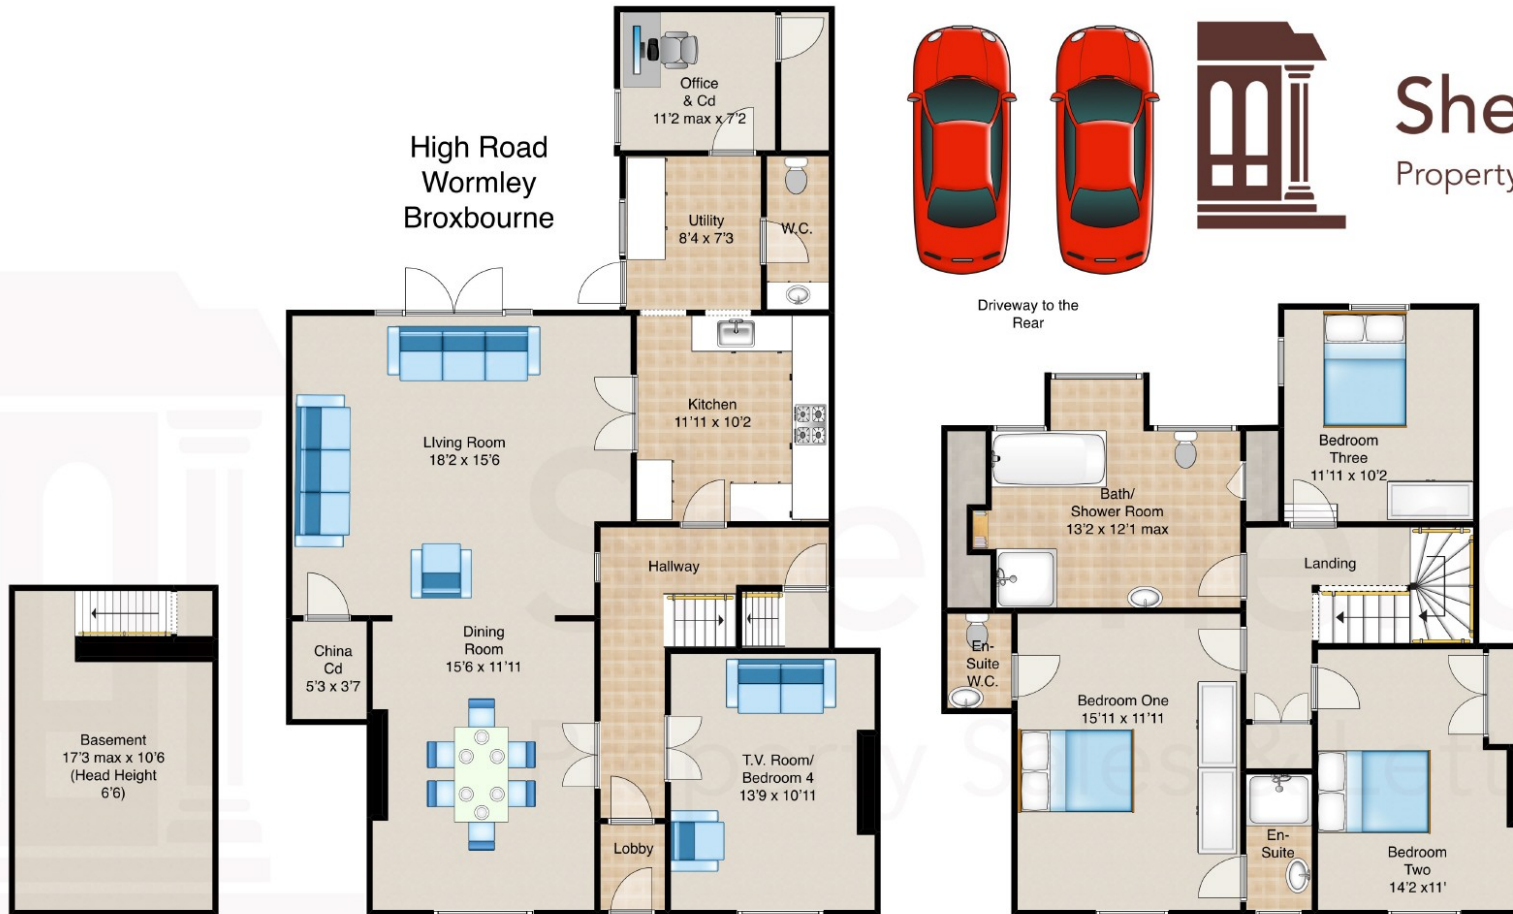 High Road
Wormley
Broxbourne
Office
& Cd
11'2 max x 7'2
Utility
8'4 x 7'3
W.C.
Kitchen
11'11 x 10'2
LIving Room
18'2 x 15'6
Hallway
China
Cd
5'3 x 3'7
Dining
Room
15'6 x 11'11
T.V. Room/
Bedroom 4
13'9 x 10'11
Lobby
Basement
17'3 max x 10'6
(Head Height
6'6)
Driveway to the
Rear
She
Property
Bedroom
Three
11'11 x 10'2
Bath/
Shower Room
13'2 x 12'1 max
Landing
En-
Suite
W.C.
Bedroom One
15'11 x 11'11
En-
Suite
Bedroom
Two
14'2 x11'
Property Sales & Lett